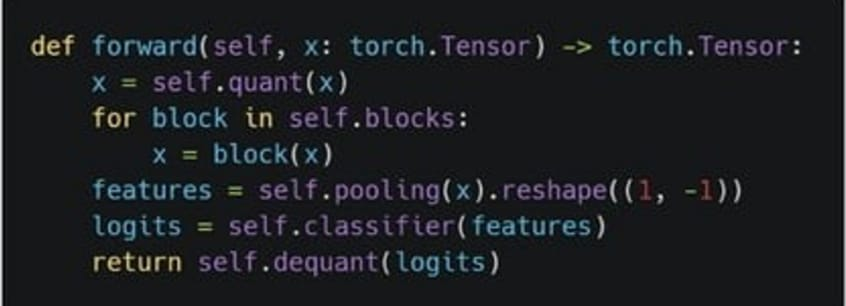 def forward(self, x: torch.Tensor) -> torch.Tensor:
    x = self.quant(x)
    for block in self.blocks:
        x = block(x)
    features = self.pooling(x).reshape((1, -1))
    logits = self.classifier(features)
    return self.dequant(logits)